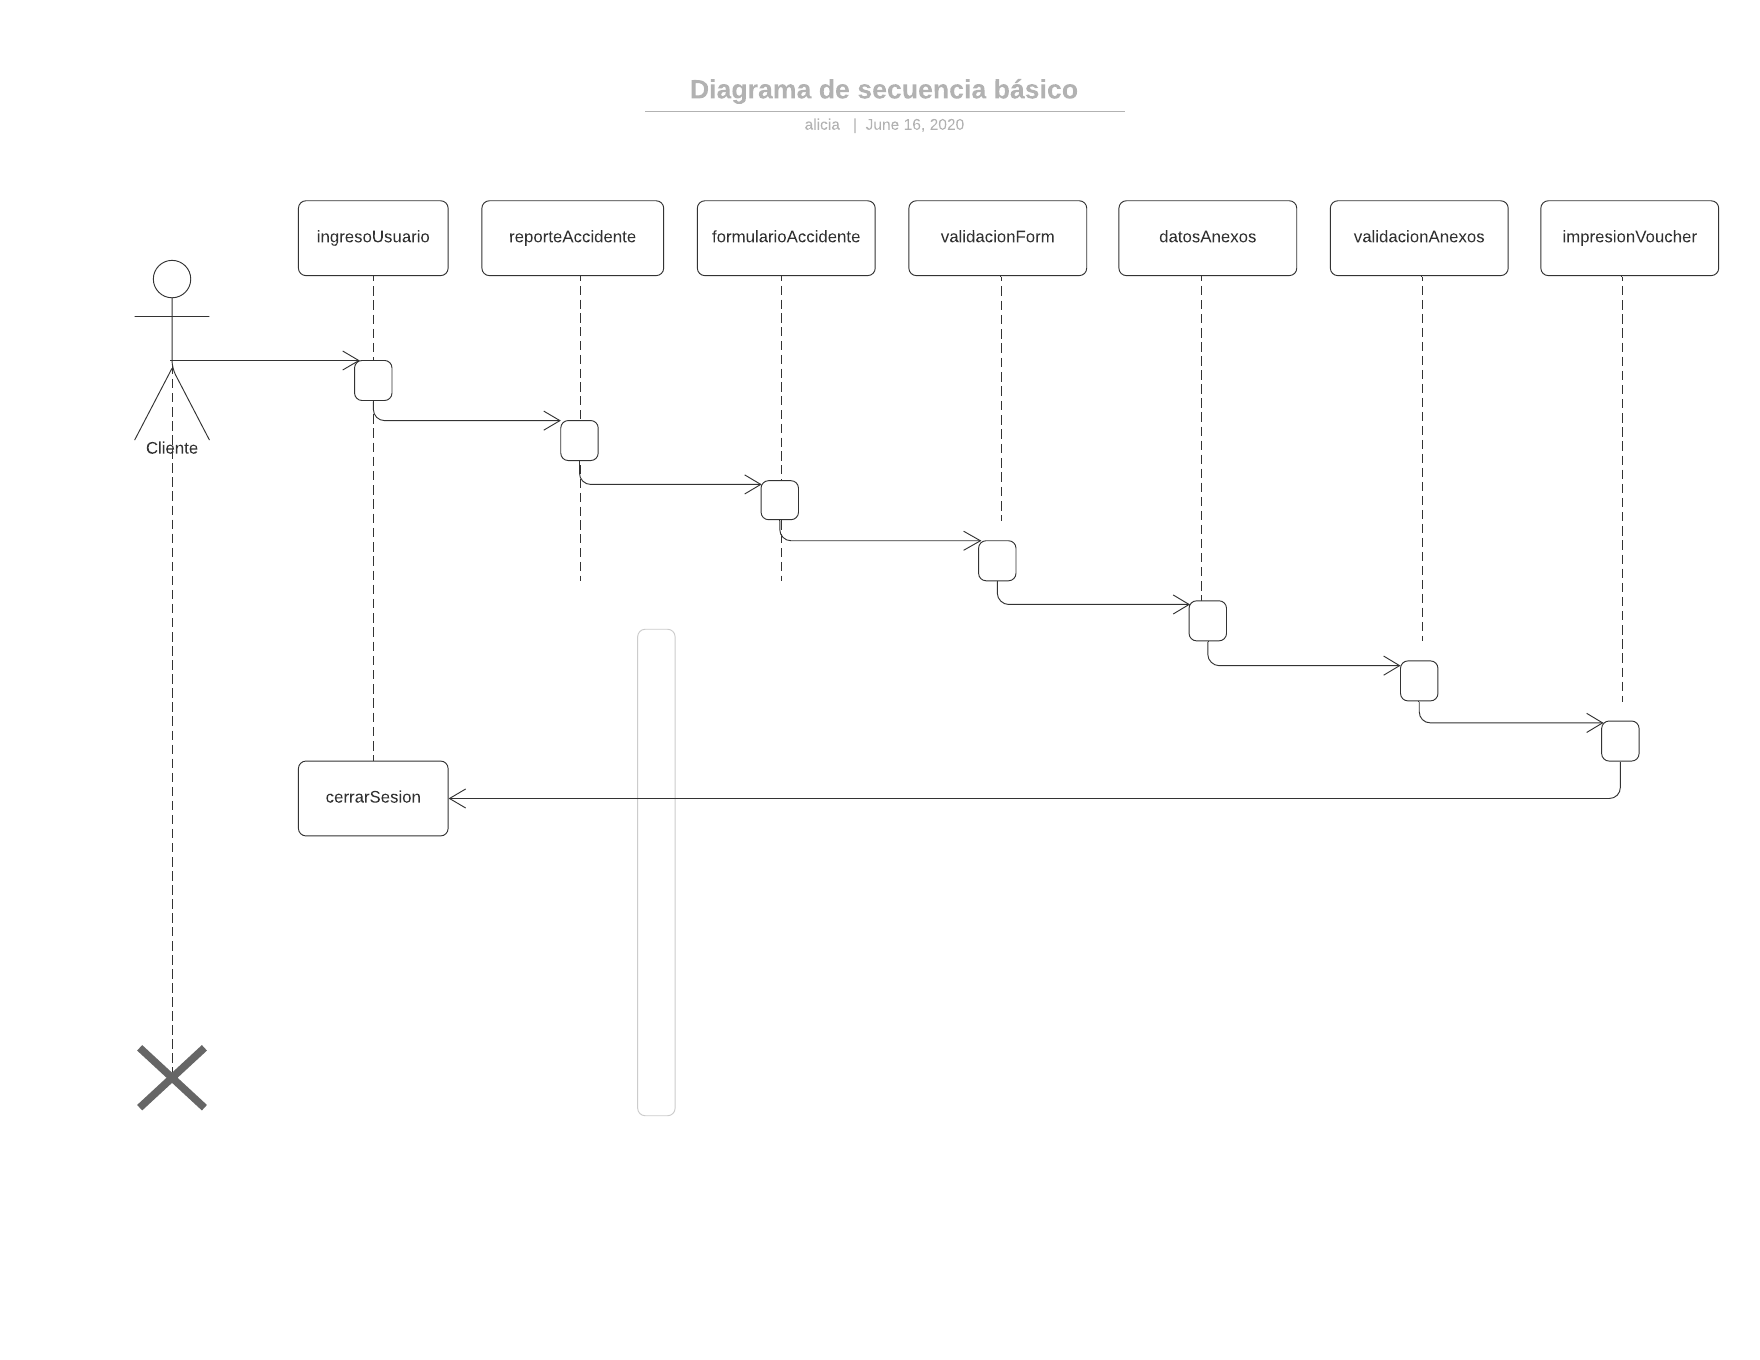 Diagrama de secuencia básico
alicia | June 16, 2020
ingresoUsuario
reporteAccidente
formularioAccidente
validacionForm
datosAnexos
validacionAnexos
impresionVoucher
Cliente
cerrarSesion